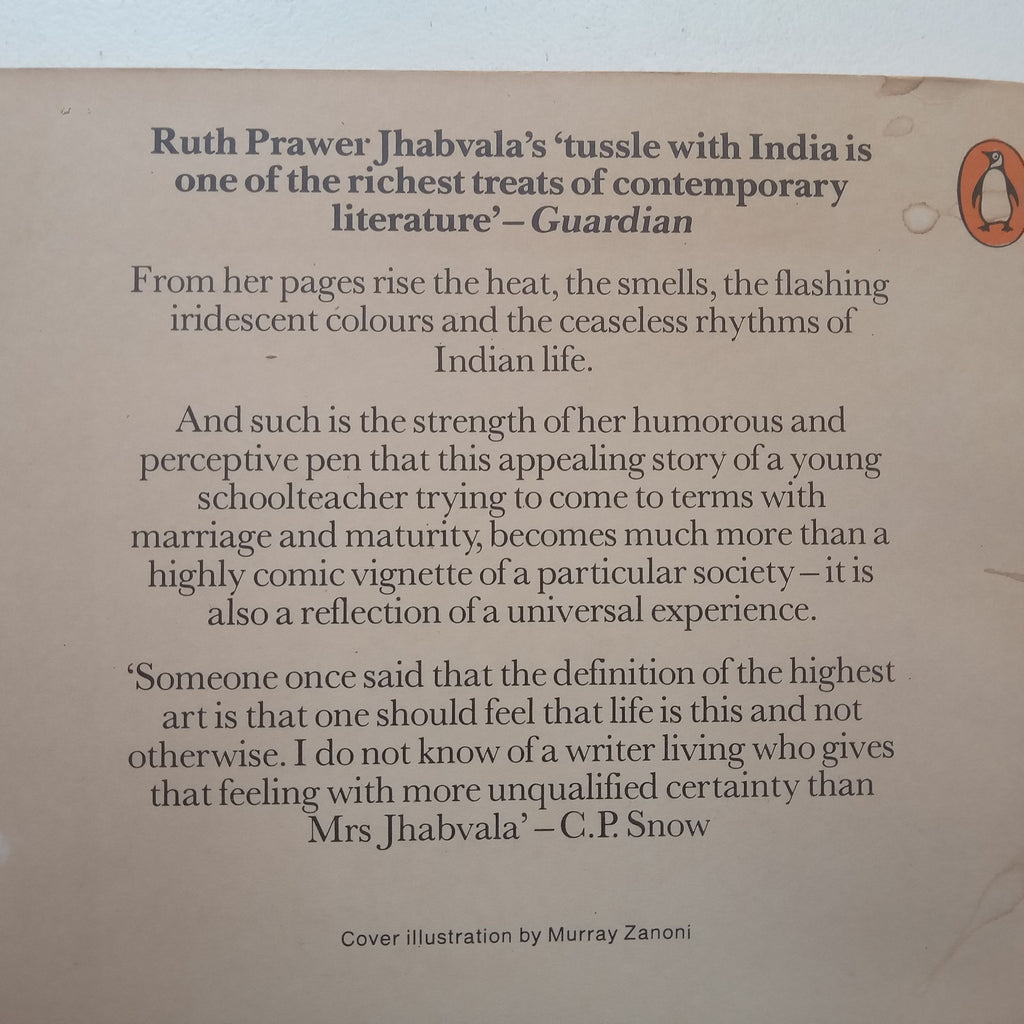 Ruth Prawer Jhabvala's ‘tussle with India is
one of the richest treats of contemporary
literature’ – Guardian
From her pages rise the heat, the smells, the flashing
iridescent colours and the ceaseless rhythms of
Indian life.
And such is the strength of her humorous and
perceptive pen that this appealing story of a young
schoolteacher trying to come to terms with
marriage and maturity, becomes much more than a
highly comic vignette of a particular society – it is
also a reflection of a universal experience.
‘Someone once said that the definition of the highest
art is that one should feel that life is this and not
otherwise. I do not know of a writer living who gives
that feeling with more unqualified certainty than
Mrs Jhabvala’ – C.P. Snow
Cover illustration by Murray Zanoni